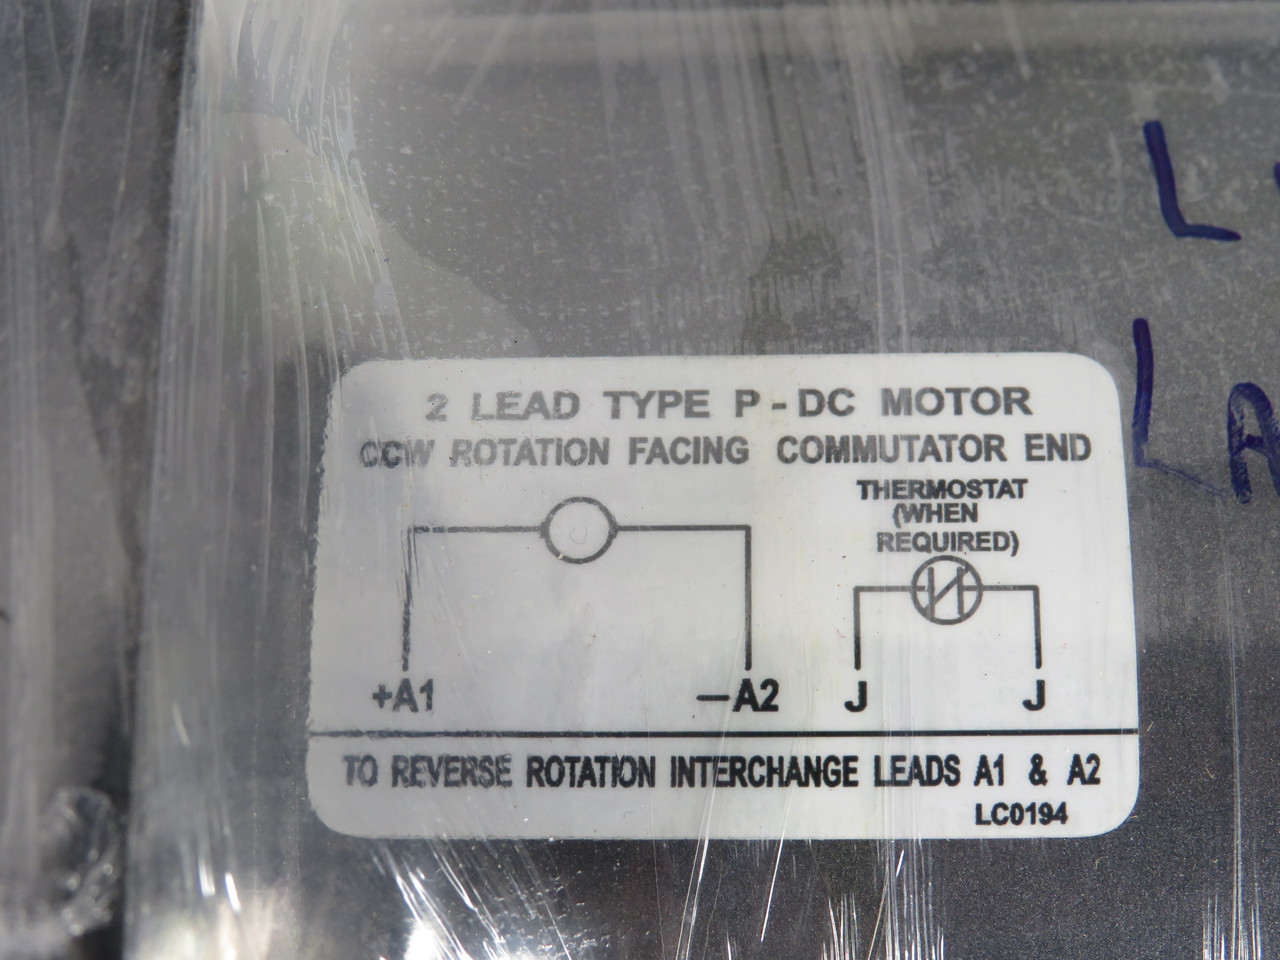 2 LEAD TYPE P - DC MOTOR
CCW ROTATION FACING COMMUTATOR END
THERMOSTAT
(WHEN
REQUIRED)
+A1
—A2
J
J
TO REVERSE ROTATION INTERCHANGE LEADS A1 & A2
LC0194
L
LA